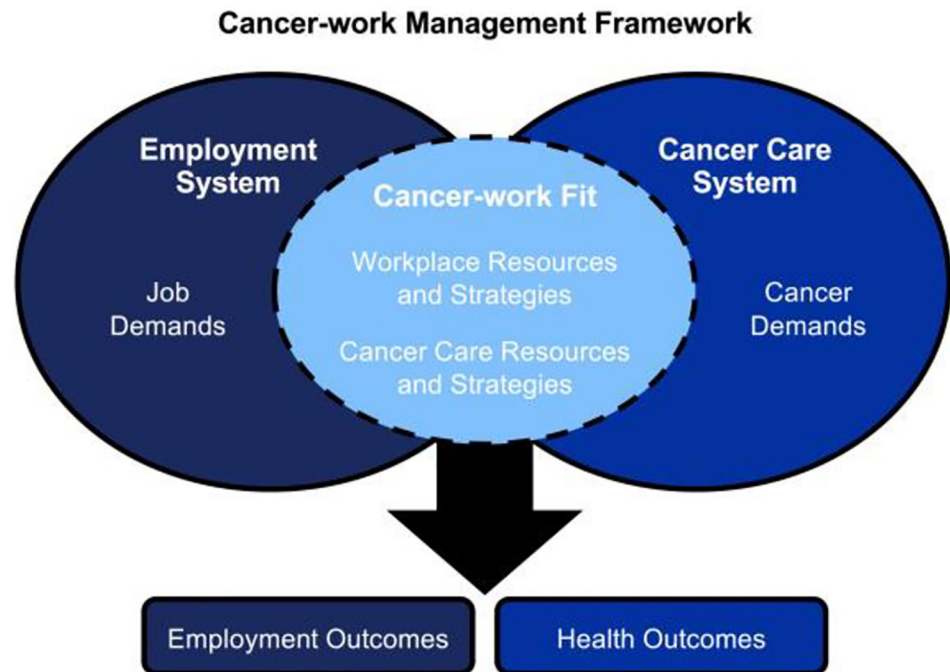 Cancer-work Management Framework
Employment
System
Job
Demands
Cancer-work Fit
Workplace Resources
and Strategies
Cancer Care Resources
and Strategies
Cancer Care
System
Cancer
Demands
Employment Outcomes
Health Outcomes